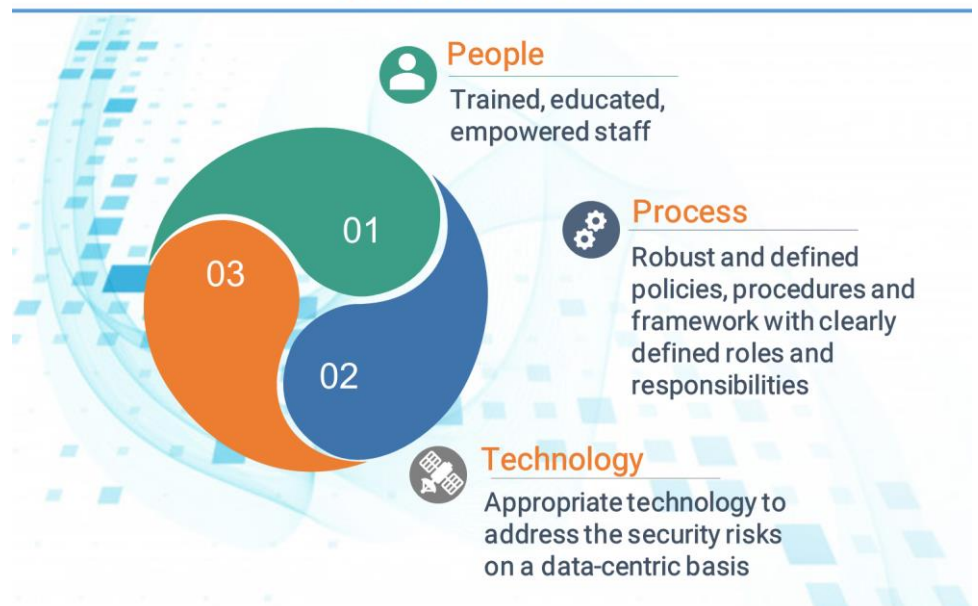 People
Trained, educated,
empowered staff
01
Process
Robust and defined
policies, procedures and
framework with clearly
defined roles and
responsibilities
03
02
Technology
Appropriate technology to
address the security risks
on a data-centric basis